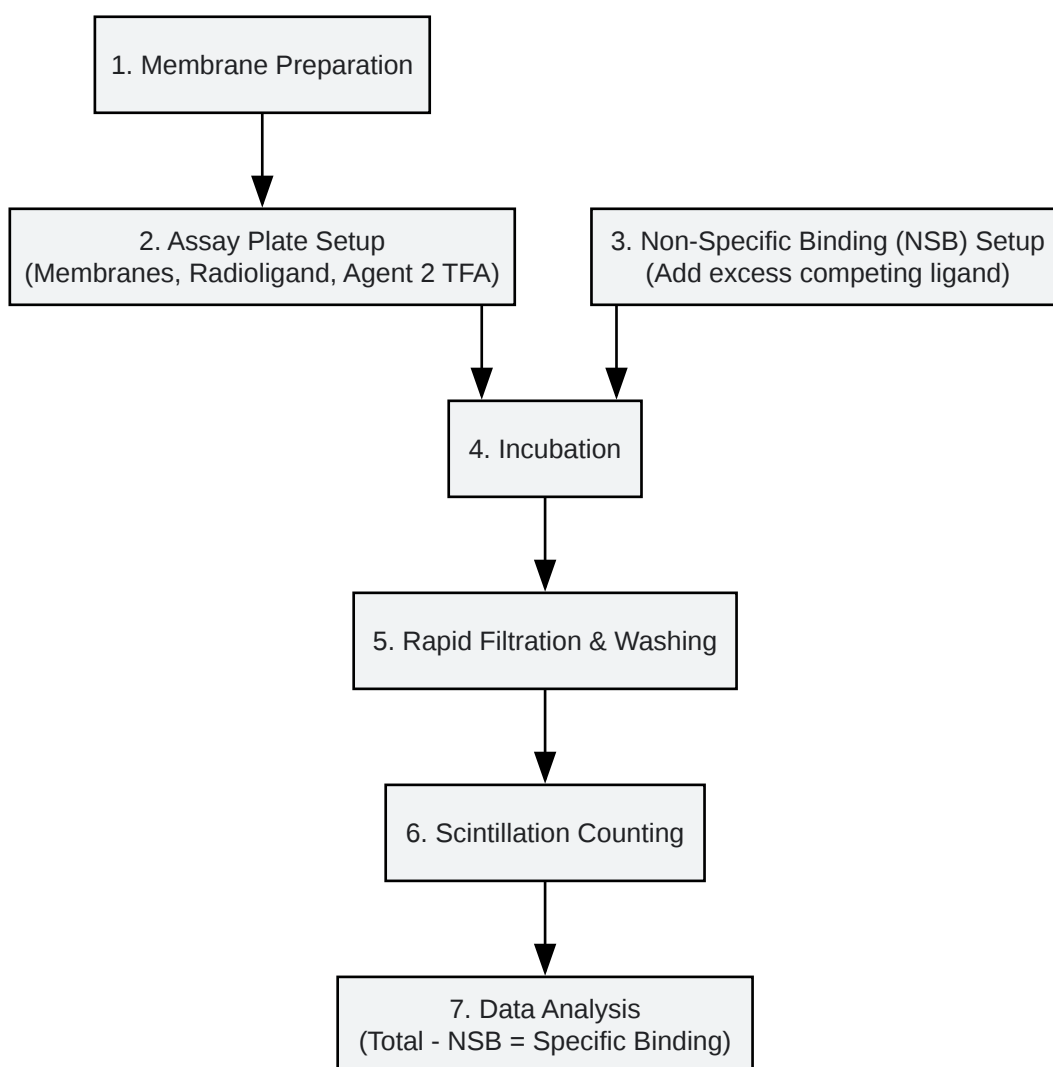 1. Membrane Preparation
2. Assay Plate Setup
(Membranes, Radioligand, Agent 2 TFA)
3. Non-Specific Binding (NSB) Setup
(Add excess competing ligand)
4. Incubation
5. Rapid Filtration & Washing
6. Scintillation Counting
7. Data Analysis
(Total - NSB = Specific Binding)